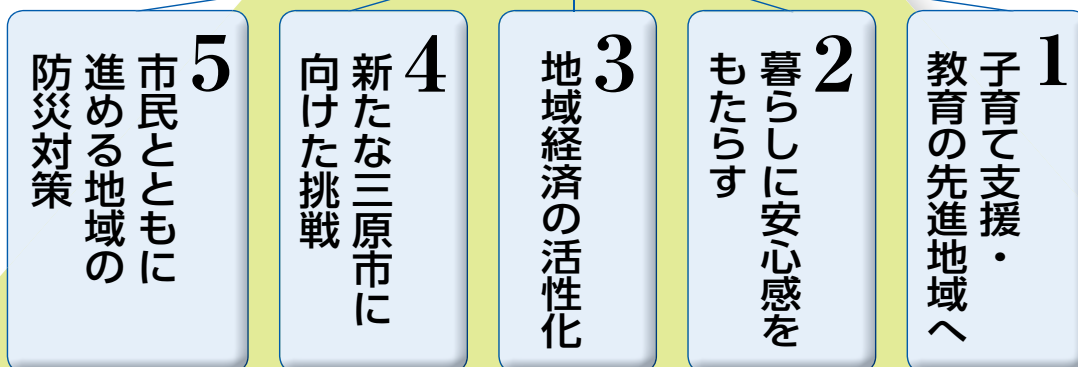 1
子育て支援・
教育の先進地域へ
2
暮らしに安心感を
もたらす
3
地域経済の活性化
4
新たな三原市に
向けた挑戦
5
市民とともに
進める地域の
防災対策